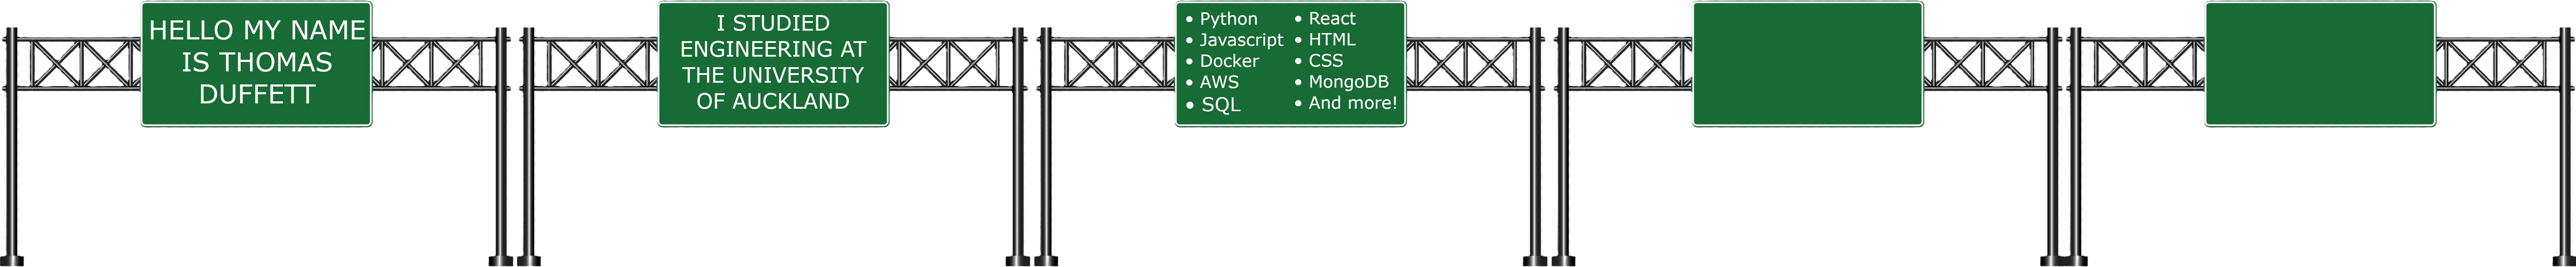 HELLO MY NAME
IS THOMAS
DUFFETT
I STUDIED
ENGINEERING AT
THE UNIVERSITY
OF AUCKLAND
• Python
• Javascript
• Docker
• AWS
• SQL
• React
• HTML
• CSS
• MongoDB
• And more!